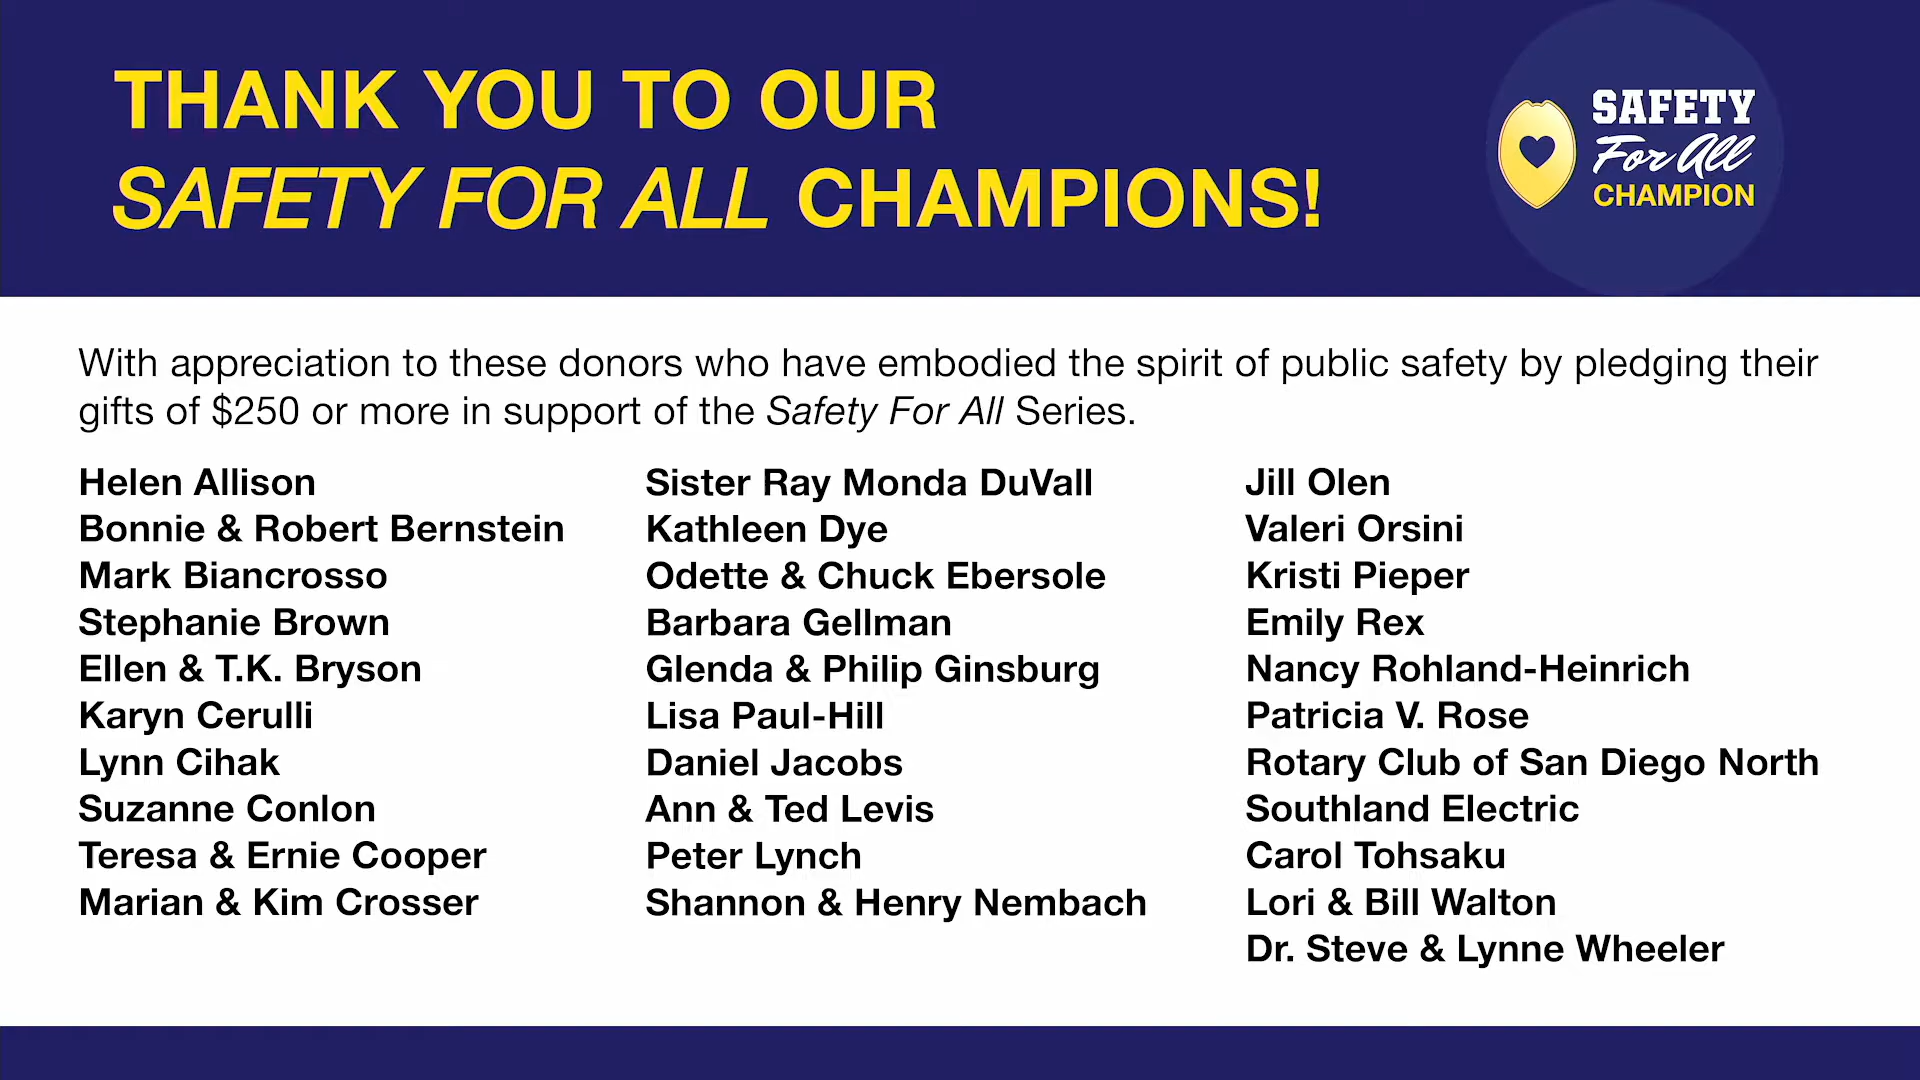 THANK YOU TO OUR
SAFETY FOR ALL CHAMPIONS!
SAFETY
For All
CHAMPION
With appreciation to these donors who have embodied the spirit of public safety by pledging their
gifts of $250 or more in support of the Safety For All Series.
Helen Allison
Bonnie & Robert Bernstein
Mark Biancrosso
Stephanie Brown
Ellen & T.K. Bryson
Karyn Cerulli
Lynn Cihak
Suzanne Conlon
Teresa & Ernie Cooper
Marian & Kim Crosser
Sister Ray Monda DuVall
Kathleen Dye
Odette & Chuck Ebersole
Barbara Gellman
Glenda & Philip Ginsburg
Lisa Paul-Hill
Daniel Jacobs
Ann & Ted Levis
Peter Lynch
Shannon & Henry Nembach
Jill Olen
Valeri Orsini
Kristi Pieper
Emily Rex
Nancy Rohland-Heinrich
Patricia V. Rose
Rotary Club of San Diego North
Southland Electric
Carol Tohsaku
Lori & Bill Walton
Dr. Steve & Lynne Wheeler